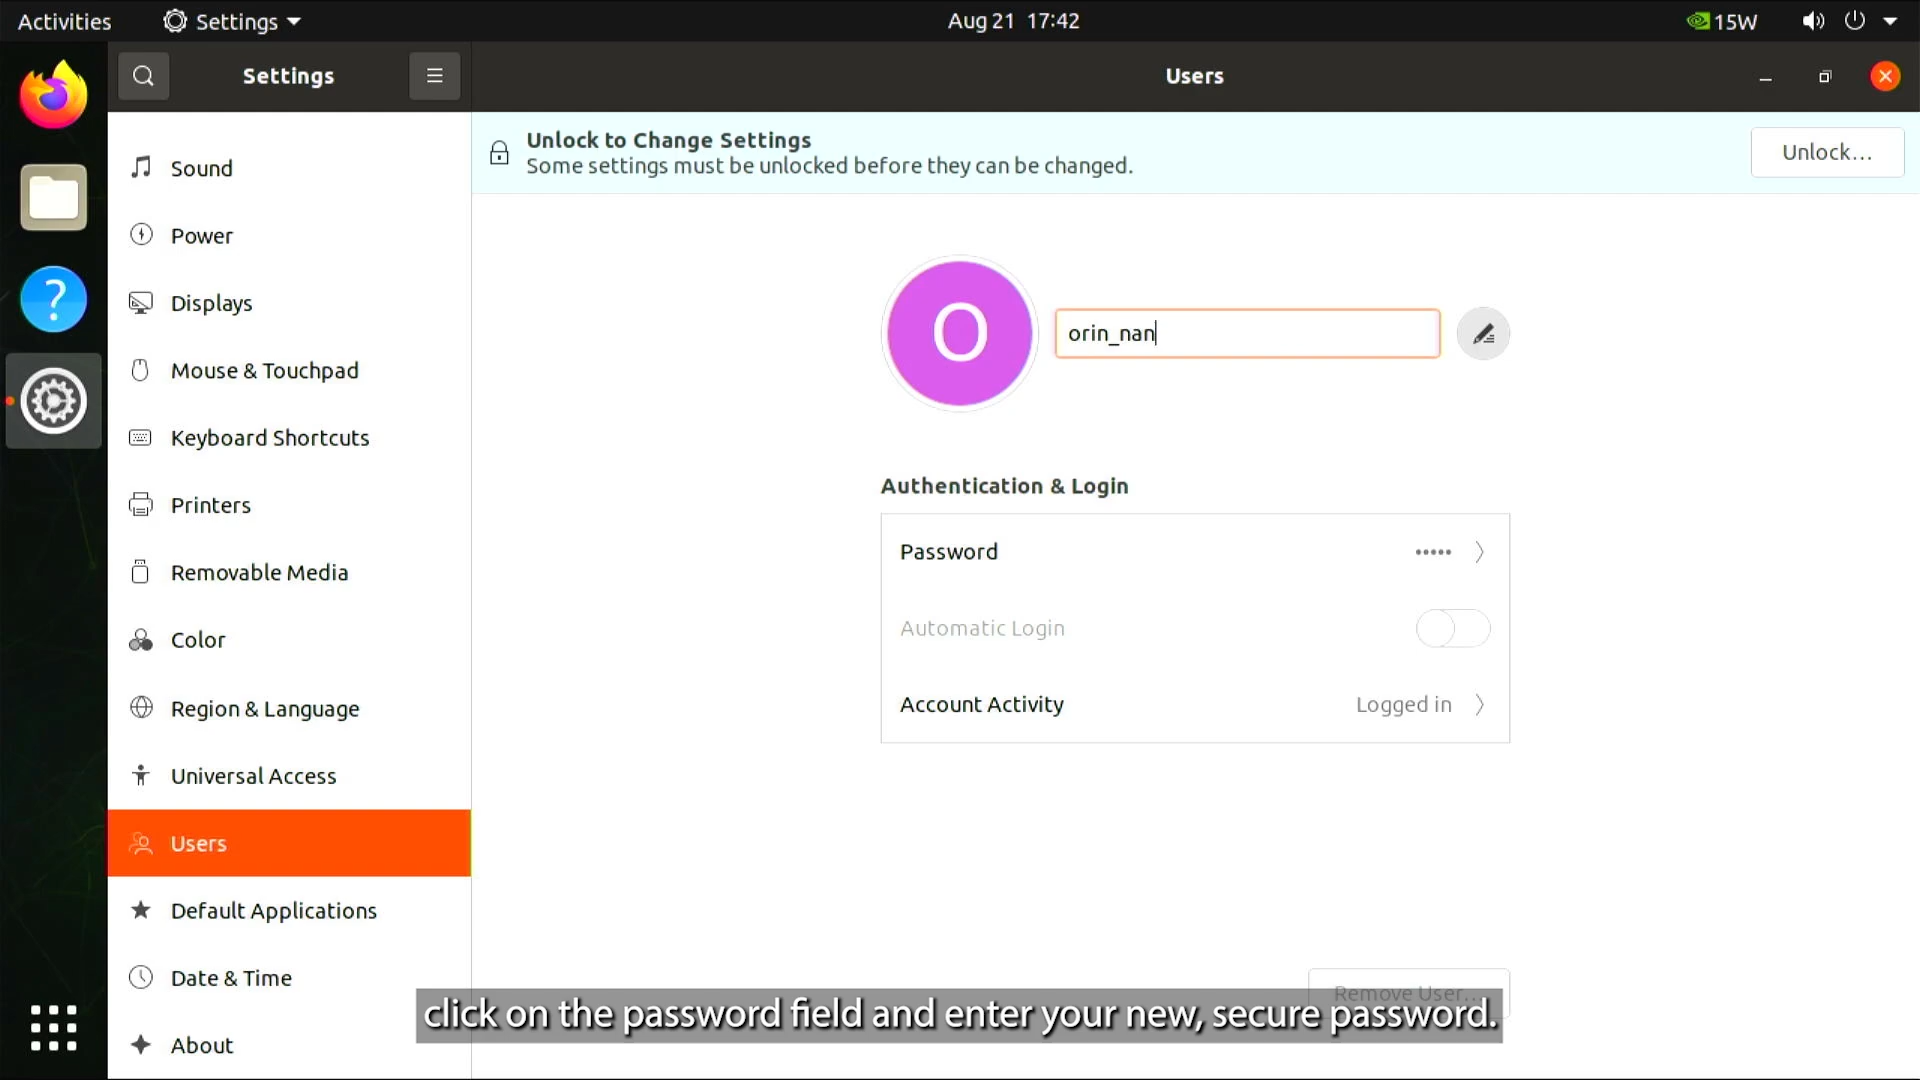 Activities
Settings
Aug 21 17:42
15W
Settings
Users
Unlock to Change Settings
Some settings must be unlocked before they can be changed.
Unlock...
Sound
Power
Displays
Mouse & Touchpad
Keyboard Shortcuts
Printers
Removable Media
Color
Region & Language
Universal Access
Users
Default Applications
Date & Time
About
?
O
orin_nan
Authentication & Login
Password
•••••
Automatic Login
Account Activity
Logged in
Remove User...
click on the password field and enter your new, secure password.